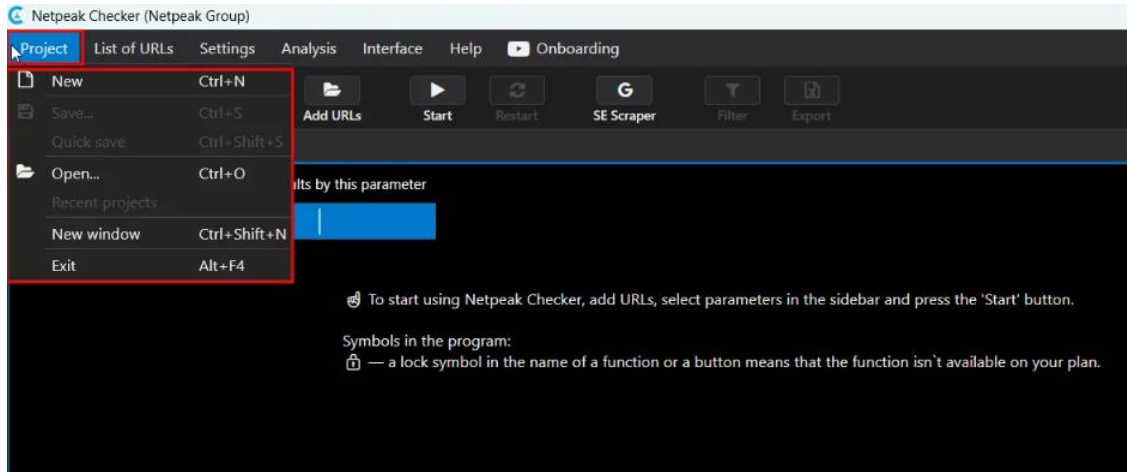 Netpeak Checker (Netpeak Group)
Project List of URLs Settings Analysis Interface Help Onboarding
New Ctrl+N
Save... Ctrl+S
Quick save Ctrl+Shift+S
Open... Ctrl+O
Recent projects
New window Ctrl+Shift+N
Exit Alt+F4
Add URLs Start Restart G SE Scraper Filter Export
ults by this parameter
To start using Netpeak Checker, add URLs, select parameters in the sidebar and press the 'Start' button.
Symbols in the program:
— a lock symbol in the name of a function or a button means that the function isn`t available on your plan.